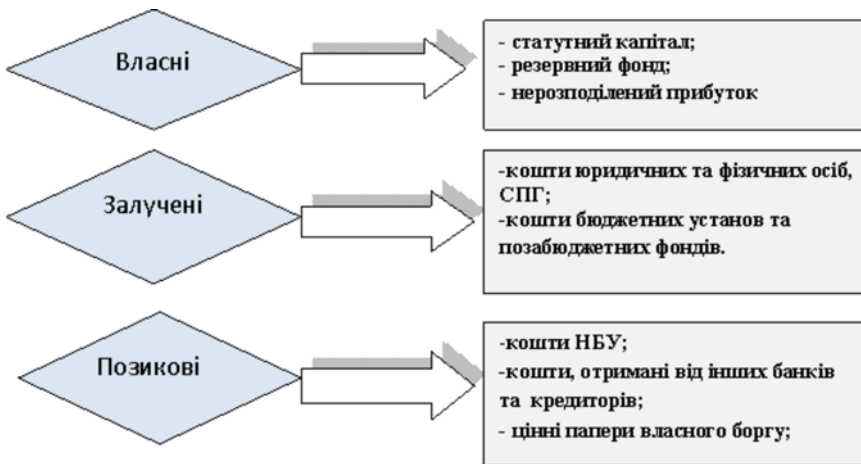 Власні
- статутний капітал;
- резервний фонд;
- нерозподілений прибуток
Залучені
-кошти юридичних та фізичних осіб,
СПГ;
-кошти бюджетних установ та
позабюджетних фондів.
Позикові
-кошти НБУ;
-кошти, отримані від інших банків
та кредиторів;
- цінні папери власного боргу;